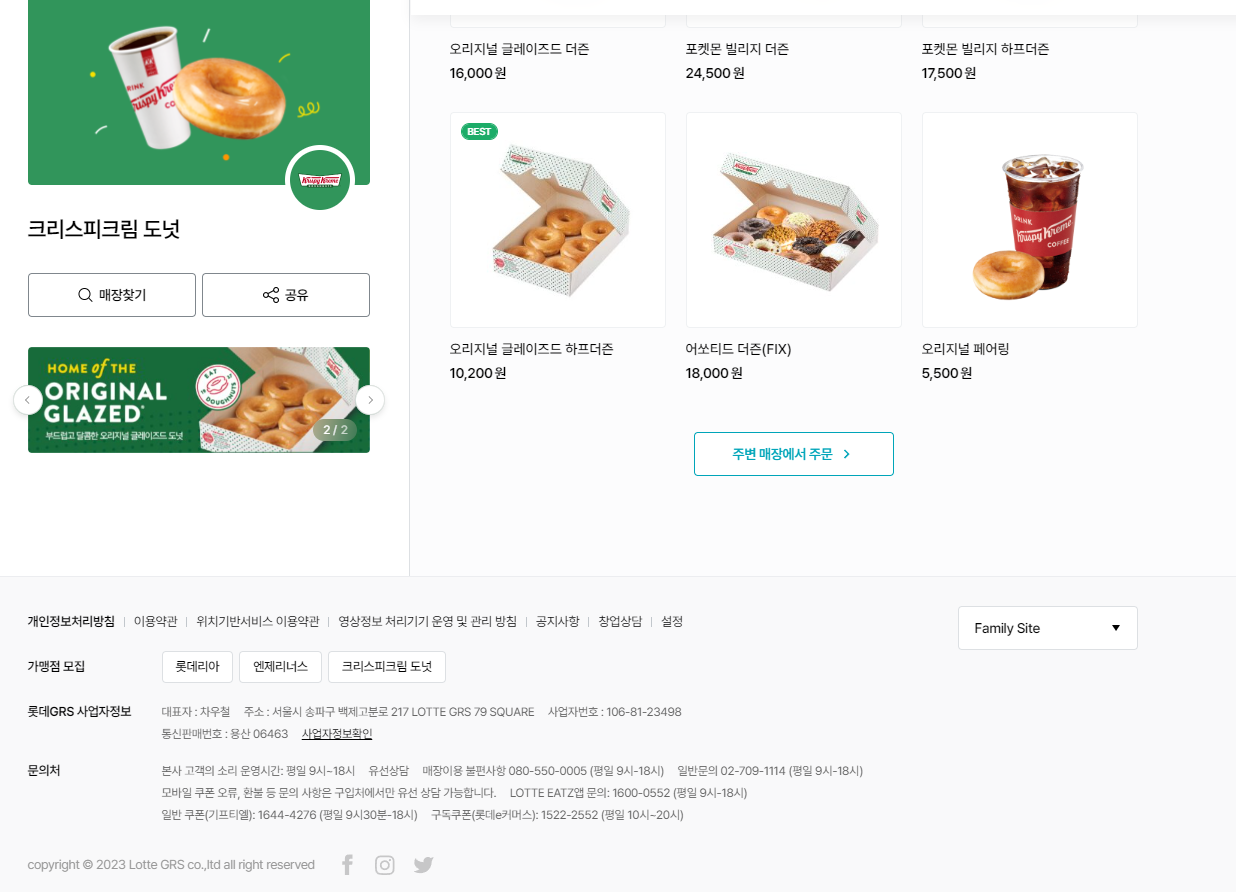 DRINK
Krispy Kreme
Krispy Kreme
DOUGHNUTS
크리스피크림 도넛
매장찾기
공유
HOME of THE
ORIGINAL
GLAZED
부드럽고 달콤한 오리지널 글레이즈드 도넛
EAT DOUGHNUTS
2 / 2
오리지널 글레이즈드 더즌
16,000 원
포켓몬 빌리지 더즌
24,500 원
포켓몬 빌리지 하프더즌
17,500 원
BEST
오리지널 글레이즈드 하프더즌
10,200 원
어쏘티드 더즌(FIX)
18,000 원
DRINK
Krispy Kreme
COFFEE
오리지널 페어링
5,500 원
주변 매장에서 주문
개인정보처리방침 이용약관 위치기반서비스 이용약관 영상정보 처리기기 운영 및 관리 방침 공지사항 창업상담 설정
Family Site
가맹점 모집 롯데리아 엔제리너스 크리스피크림 도넛
롯데GRS 사업자정보 대표자 : 차우철 주소 : 서울시 송파구 백제고분로 217 LOTTE GRS 79 SQUARE 사업자번호 : 106-81-23498
통신판매번호 : 용산 06463 사업자정보확인
문의처 본사 고객의 소리 운영시간: 평일 9시~18시 유선상담 매장이용 불편사항 080-550-0005 (평일 9시-18시) 일반문의 02-709-1114 (평일 9시-18시)
모바일 쿠폰 오류, 환불 등 문의 사항은 구입처에서만 유선 상담 가능합니다. LOTTE EATZ앱 문의: 1600-0552 (평일 9시-18시)
일반 쿠폰(기프티엘): 1644-4276 (평일 9시30분-18시) 구독쿠폰(롯데e커머스): 1522-2552 (평일 10시~20시)
copyright © 2023 Lotte GRS co.,ltd all right reserved